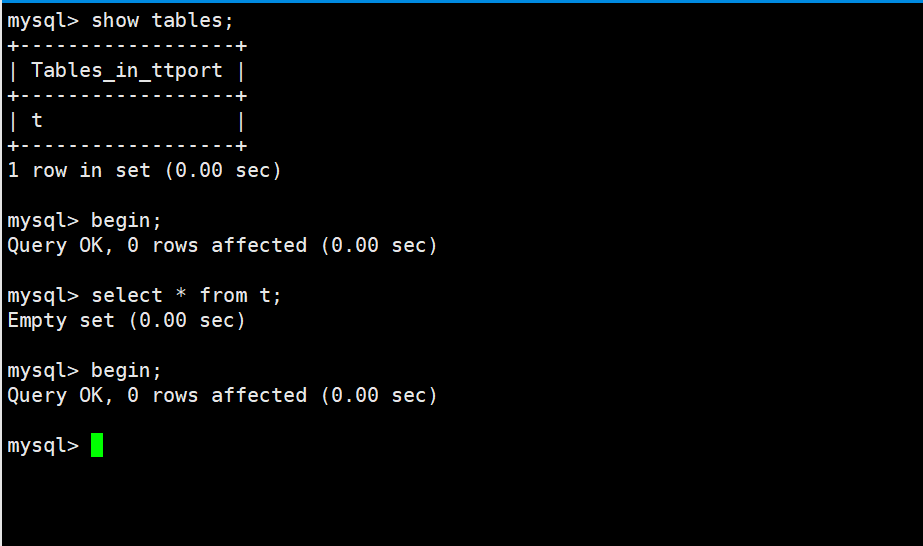 mysql> show tables;
+------------------+
| Tables_in_ttport |
+------------------+
| t                |
+------------------+
1 row in set (0.00 sec)
mysql> begin;
Query OK, 0 rows affected (0.00 sec)
mysql> select * from t;
Empty set (0.00 sec)
mysql> begin;
Query OK, 0 rows affected (0.00 sec)
mysql>